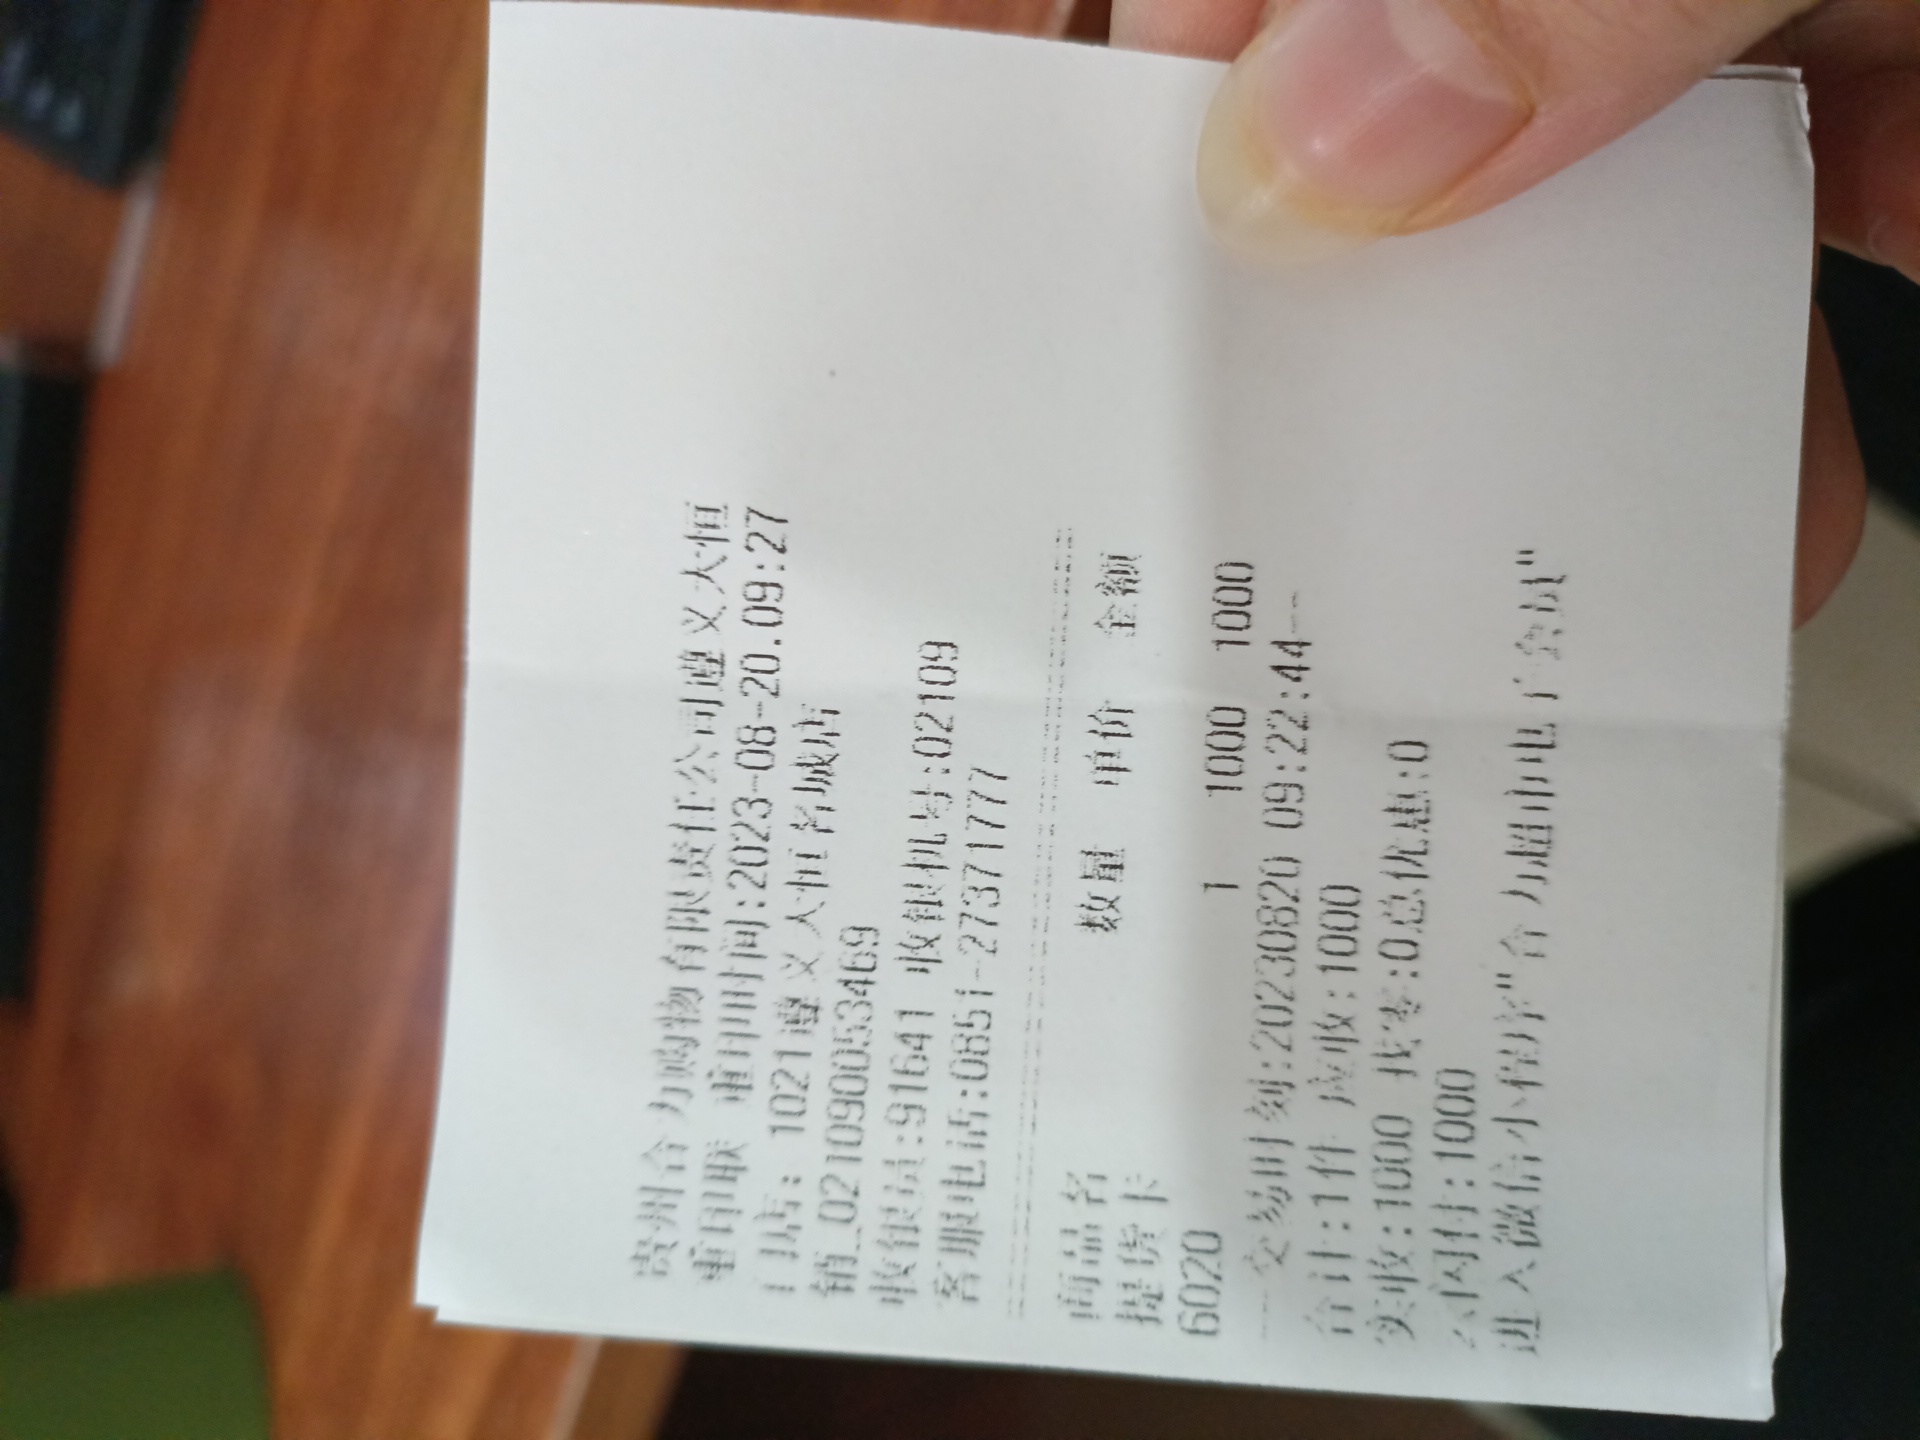 贵州合力购物有限责任公司遵义大恒
重印联 重印时间:2023-08-20.09:27
门店: 1021遵义大恒名城店
销_021090053469
收银员:91641 收银机号:02109
客服电话:0851-27371777
商品名 数量 单价 金额
提货卡
6020 1 1000 1000
----交易时刻:20230820 09:22:44--
合计:1件 应收:1000
实收:1000 找零:0总优惠:0
云闪付:1000
进入微信小程序"合力超市电子会员"